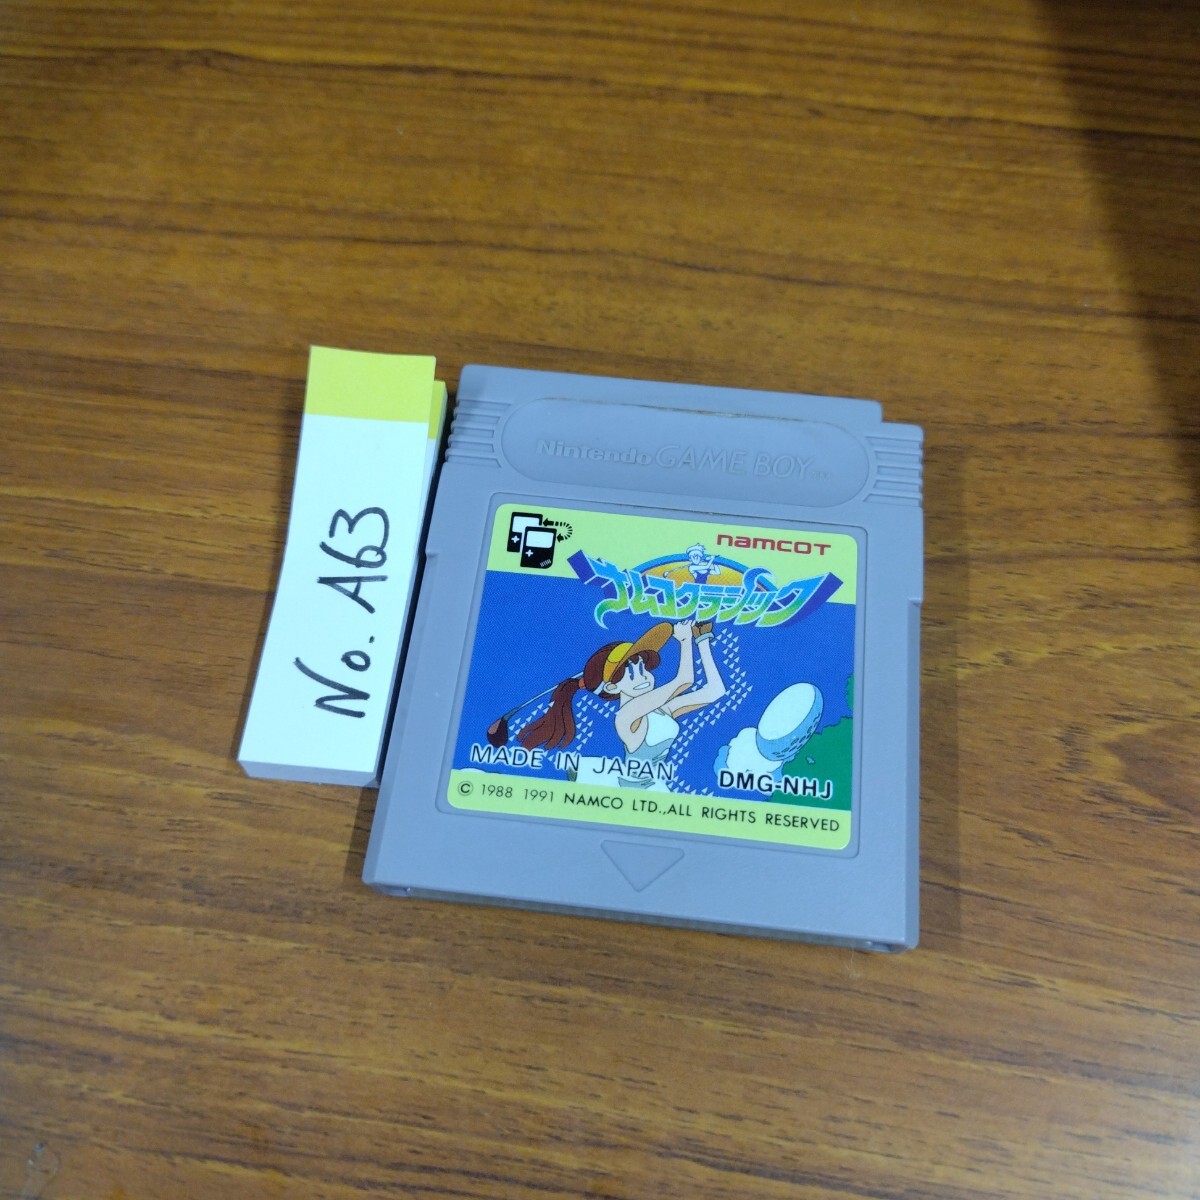 No. A63
Nintendo GAME BOY TM
namcot
ナムコクラシック
MADE IN JAPAN
DMG-NHJ
© 1988 1991 NAMCO LTD.,ALL RIGHTS RESERVED